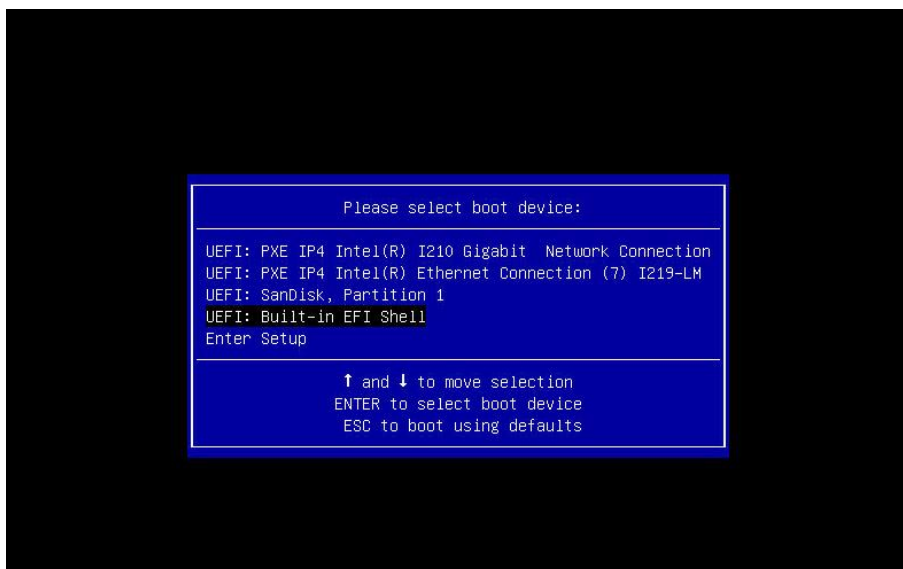 Please select boot device:
UEFI: PXE IP4 Intel(R) I210 Gigabit  Network Connection
UEFI: PXE IP4 Intel(R) Ethernet Connection (7) I219-LM
UEFI: SanDisk, Partition 1
UEFI: Built-in EFI Shell
Enter Setup
↑ and ↓ to move selection
ENTER to select boot device
ESC to boot using defaults